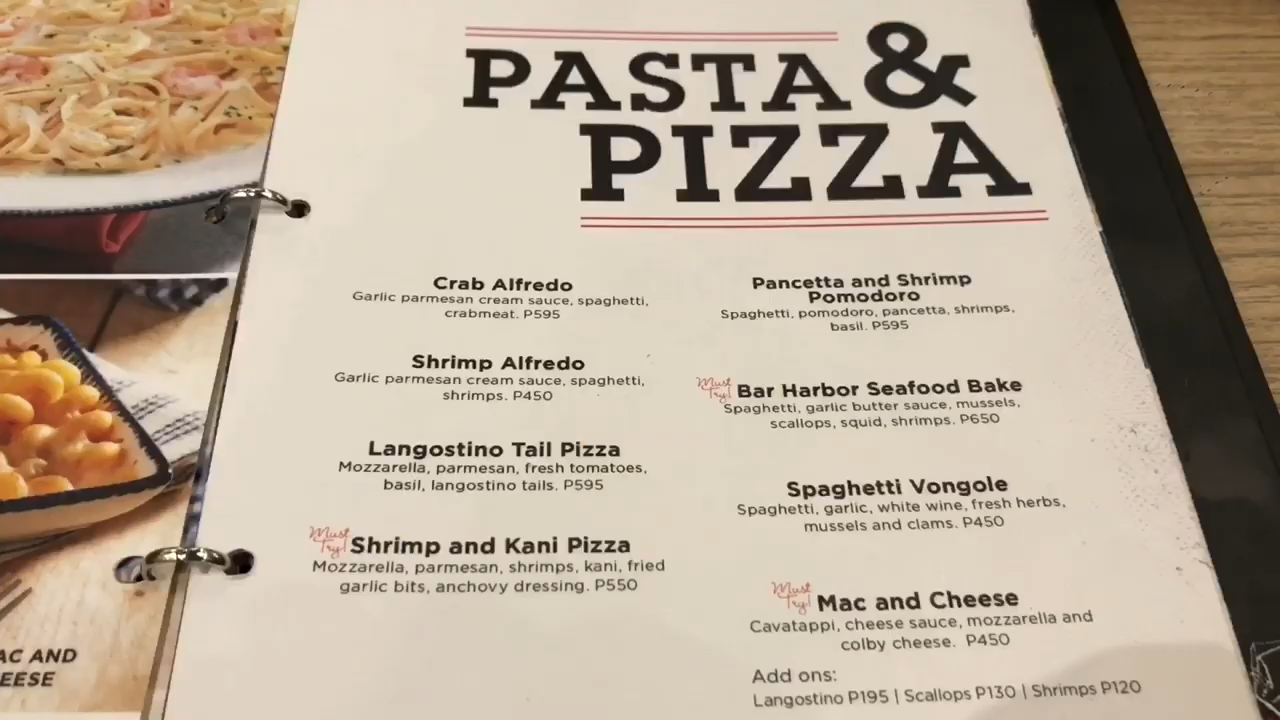 PASTA &
PIZZA
Crab Alfredo
Garlic parmesan cream sauce, spaghetti,
crabmeat. P595
Shrimp Alfredo
Garlic parmesan cream sauce, spaghetti,
shrimps. P450
Langostino Tail Pizza
Mozzarella, parmesan, fresh tomatoes,
basil, langostino tails. P595
Must
Try!
Shrimp and Kani Pizza
Mozzarella, parmesan, shrimps, kani, fried
garlic bits, anchovy dressing. P550
Pancetta and Shrimp
Pomodoro
Spaghetti, pomodoro, pancetta, shrimps,
basil. P595
Must
Try!
Bar Harbor Seafood Bake
Spaghetti, garlic butter sauce, mussels,
scallops, squid, shrimps. P650
Spaghetti Vongole
Spaghetti, garlic, white wine, fresh herbs,
mussels and clams. P450
Must
Try!
Mac and Cheese
Cavatappi, cheese sauce, mozzarella and
colby cheese. P450
Add ons:
Langostino P195 | Scallops P130 | Shrimps P120
AC AND
EESE